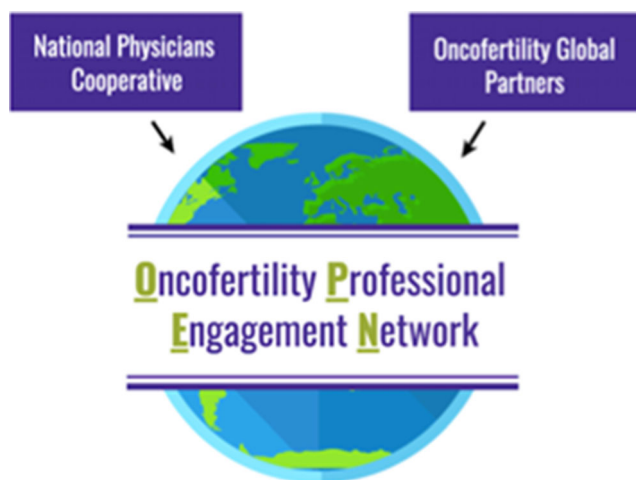 National Physicians
Cooperative
Oncofertility Global
Partners
Oncofertility Professional
Engagement Network